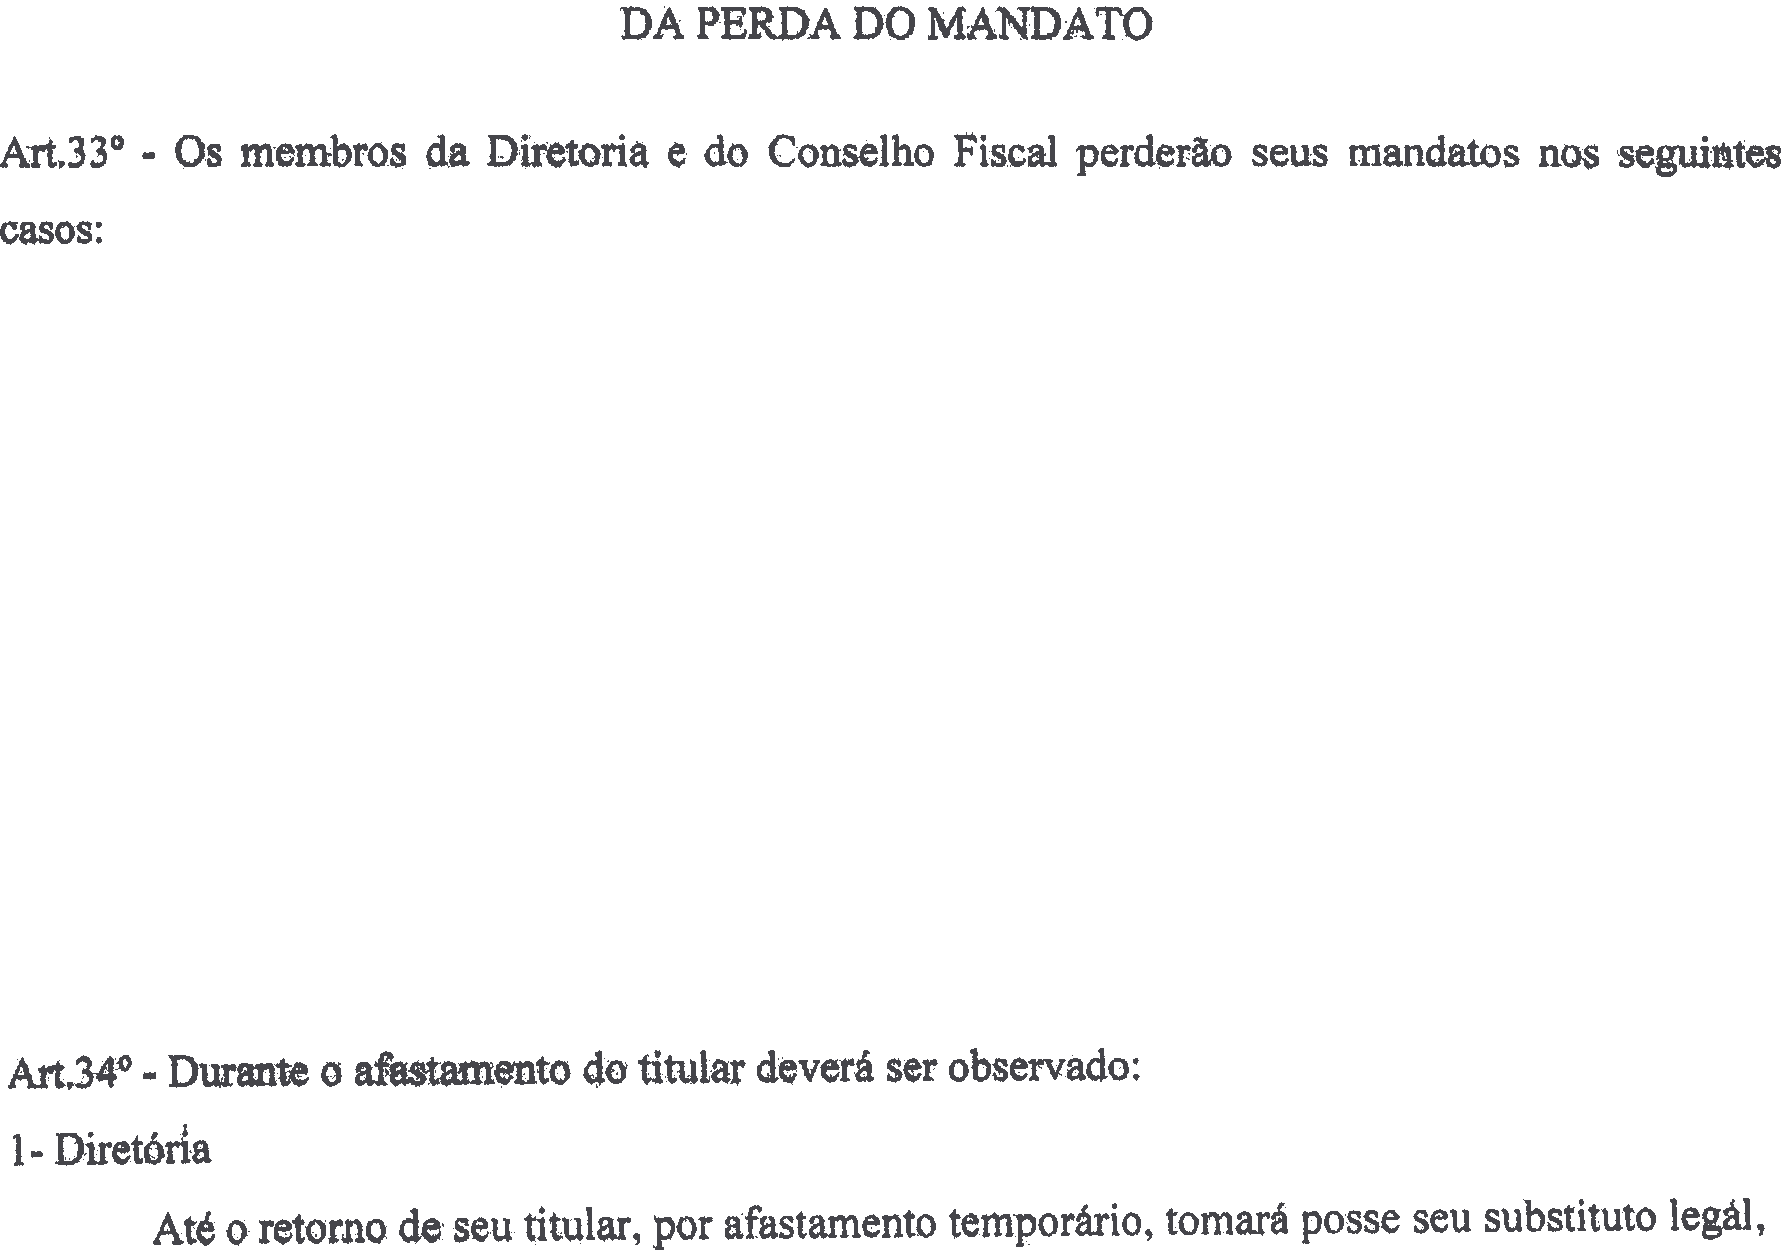 DA PERDA DO MANDATO
Art.33º - Os membros da Diretoria e do Conselho Fiscal perderão seus mandatos nos seguintes
casos:
Art.34º - Durante o afastamento do titular deverá ser observado:
1- Diretória
Até o retorno de seu titular, por afastamento temporário, tomará posse seu substituto legál,